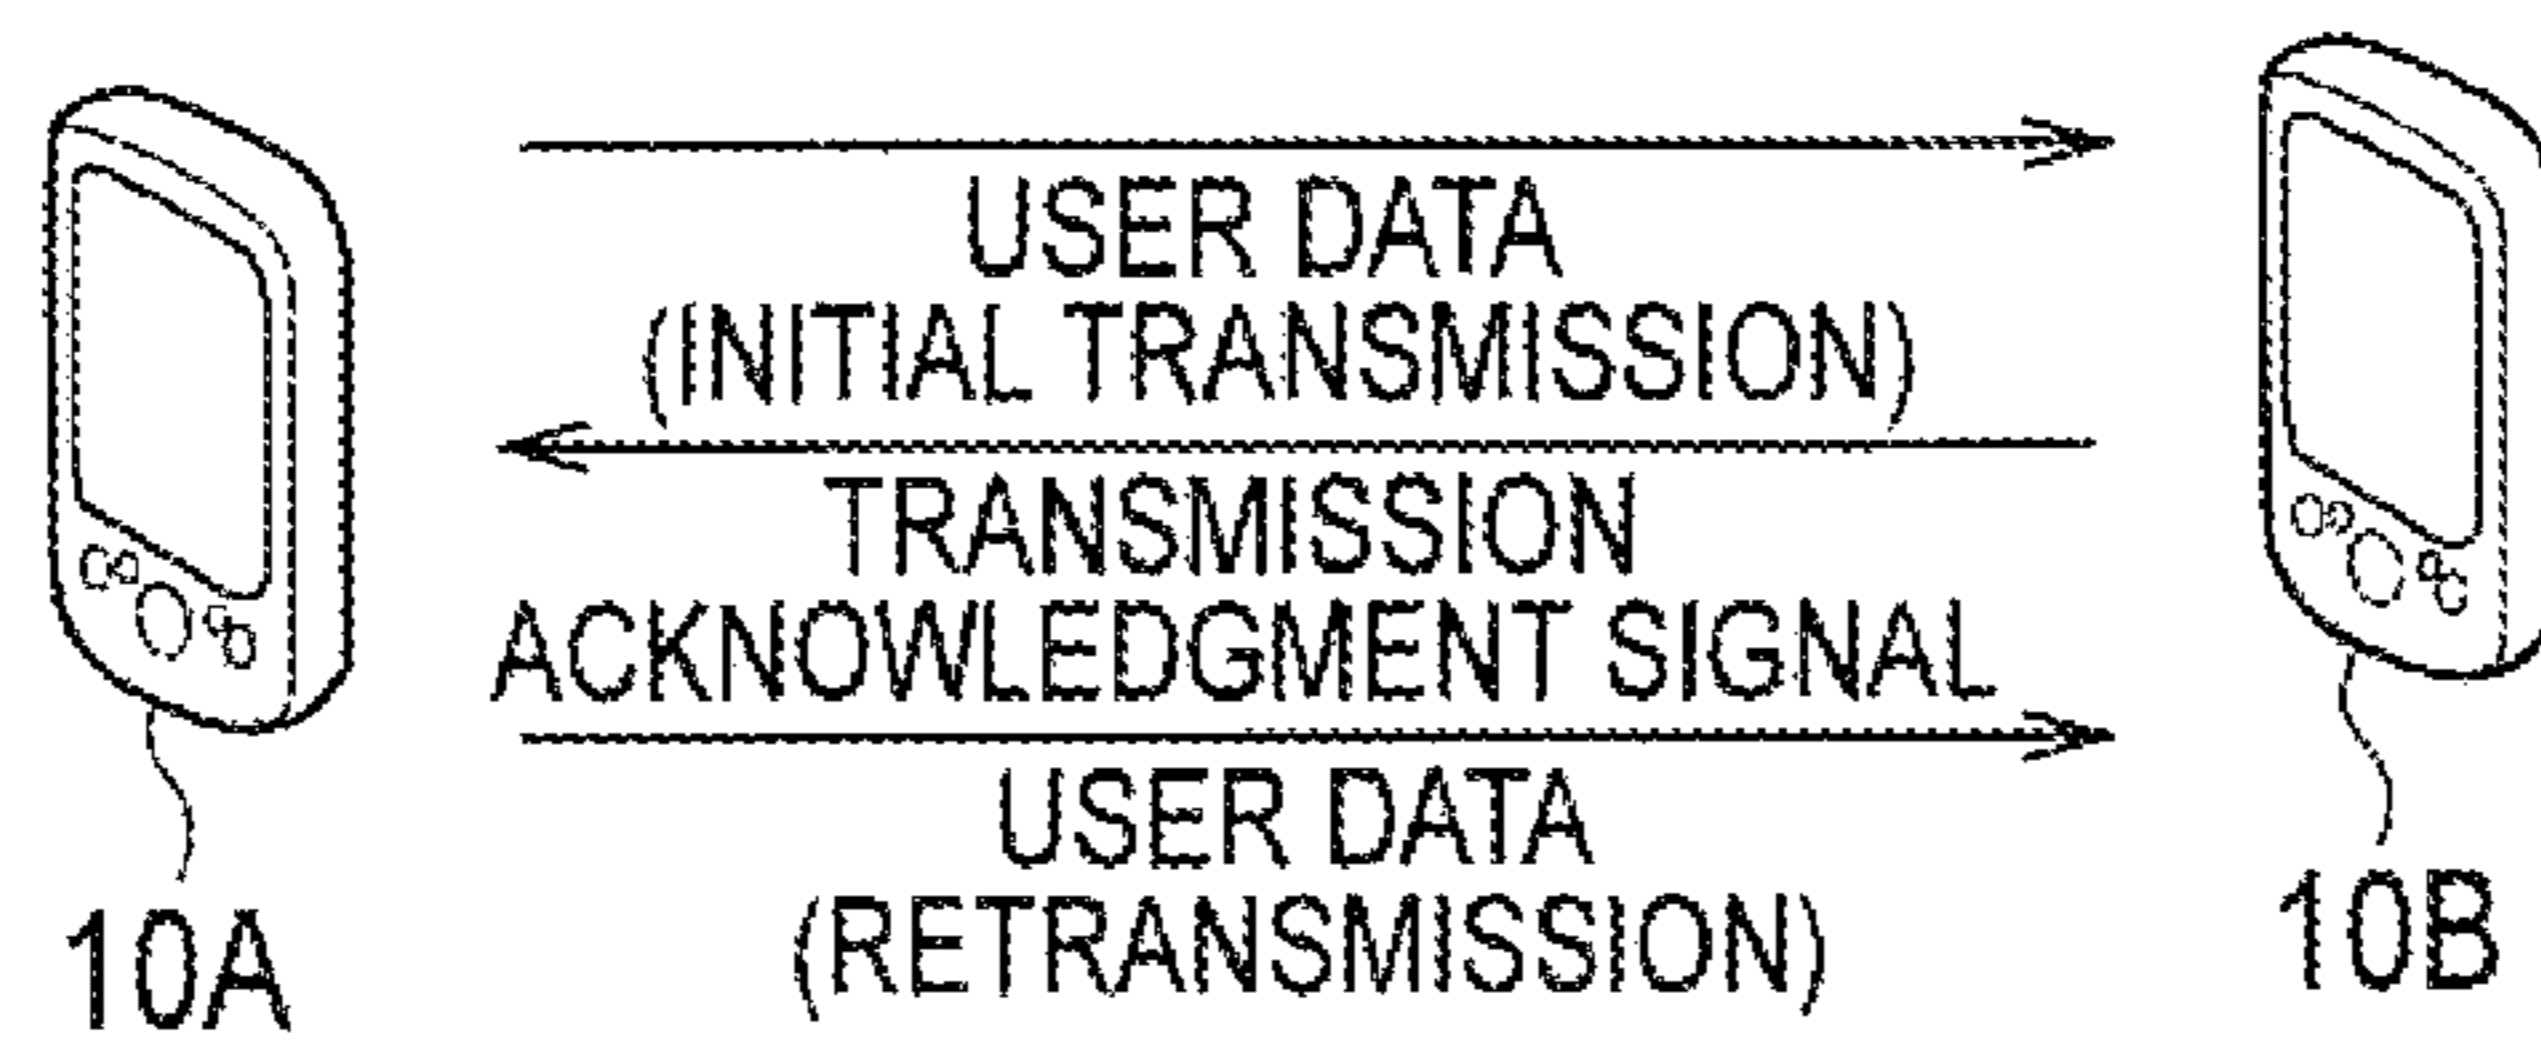 USER DATA
(INITIAL TRANSMISSION)
TRANSMISSION
ACKNOWLEDGMENT SIGNAL
USER DATA
(RETRANSMISSION)
10A
10B